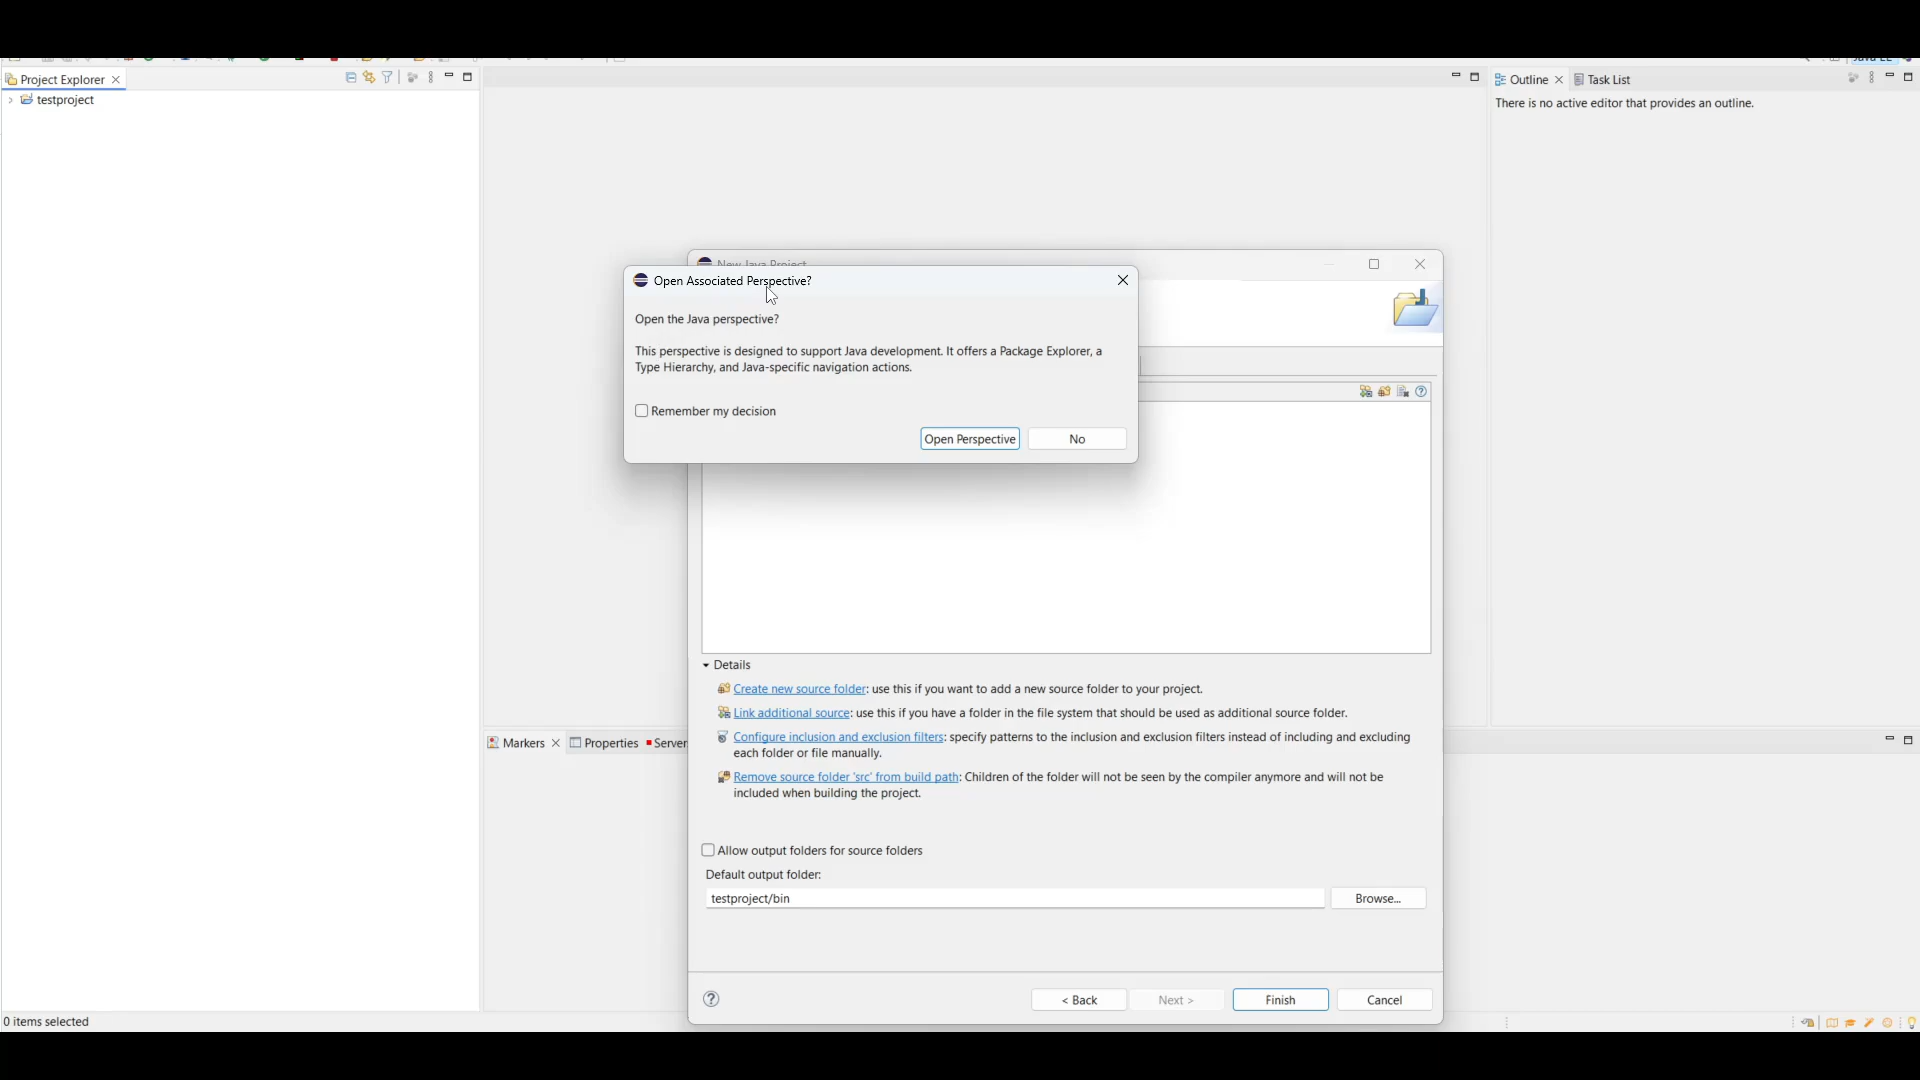 Project Explorer
testproject
Outline
Task List
There is no active editor that provides an outline.
Open Associated Perspective?
Open the Java perspective?
This perspective is designed to support Java development. It offers a Package Explorer, a
Type Hierarchy, and Java-specific navigation actions.
Remember my decision
Open Perspective
No
Details
Create new source folder: use this if you want to add a new source folder to your project.
Link additional source: use this if you have a folder in the file system that should be used as additional source folder.
Configure inclusion and exclusion filters: specify patterns to the inclusion and exclusion filters instead of including and excluding
each folder or file manually.
Remove source folder 'src' from build path: Children of the folder will not be seen by the compiler anymore and will not be
included when building the project.
Markers
Properties
Server
Allow output folders for source folders
Default output folder:
testproject/bin
Browse...
< Back
Next >
Finish
Cancel
0 items selected